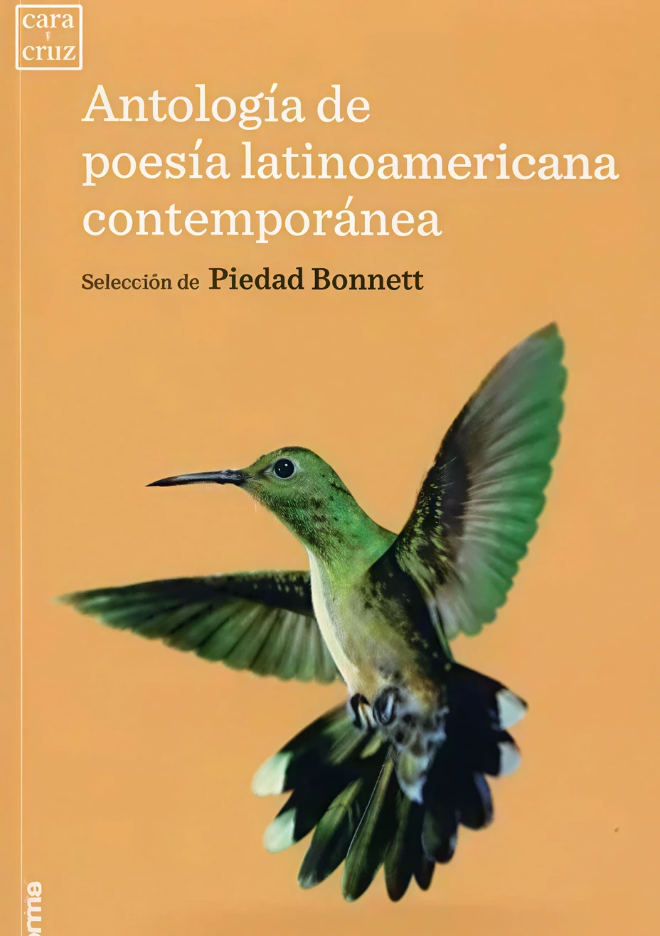 cara
y
cruz
Antología de
poesía latinoamericana
contemporánea
Selección de Piedad Bonnett